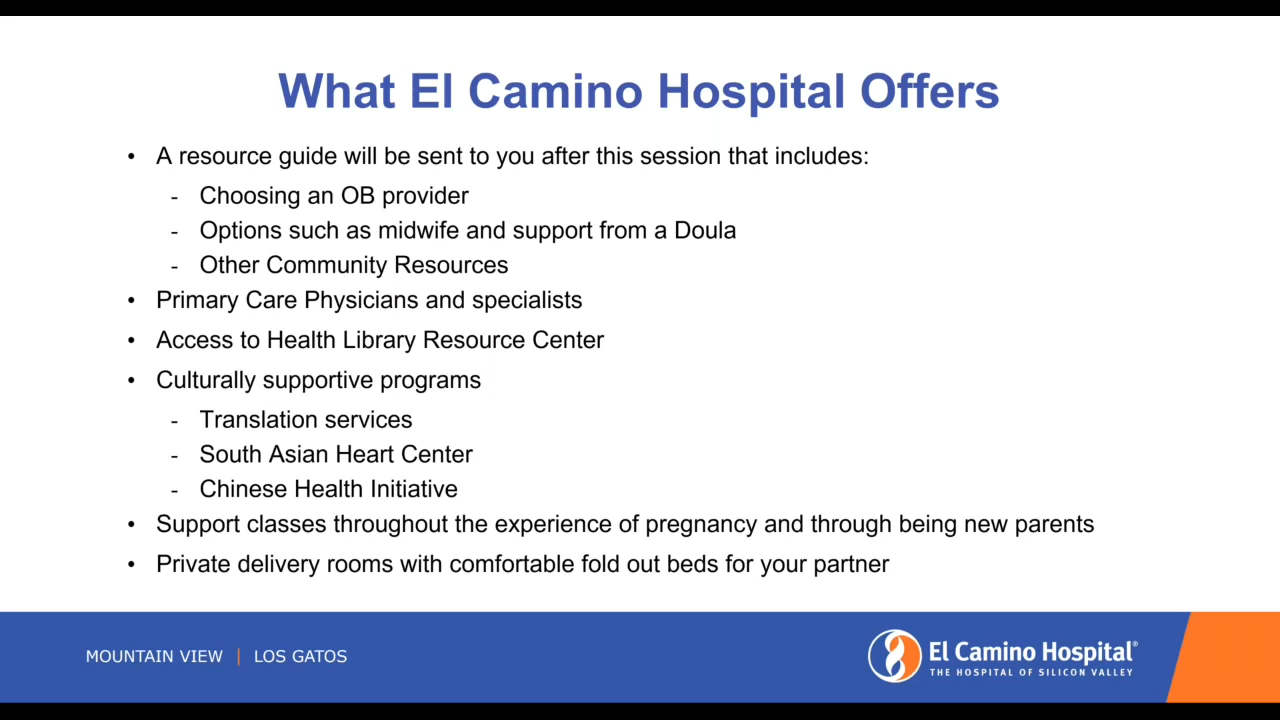 What El Camino Hospital Offers
• A resource guide will be sent to you after this session that includes:
- Choosing an OB provider
- Options such as midwife and support from a Doula
- Other Community Resources
• Primary Care Physicians and specialists
• Access to Health Library Resource Center
• Culturally supportive programs
- Translation services
- South Asian Heart Center
- Chinese Health Initiative
• Support classes throughout the experience of pregnancy and through being new parents
• Private delivery rooms with comfortable fold out beds for your partner
MOUNTAIN VIEW | LOS GATOS
El Camino Hospital®
THE HOSPITAL OF SILICON VALLEY